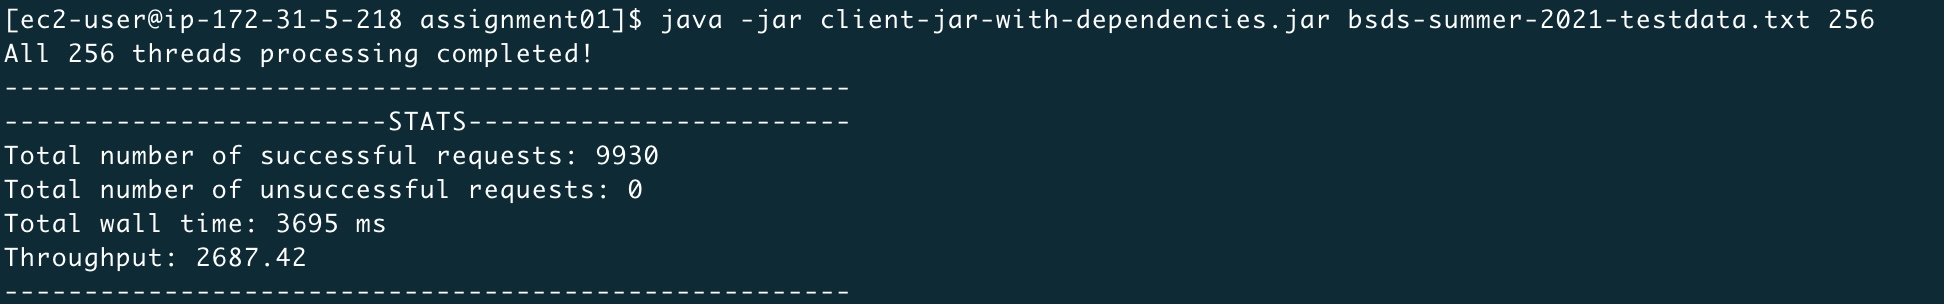 [ec2-user@ip-172-31-5-218 assignment01]$ java -jar client-jar-with-dependencies.jar bsds-summer-2021-testdata.txt 256
All 256 threads processing completed!
-----------------------------------------------------
------------------------STATS------------------------
Total number of successful requests: 9930
Total number of unsuccessful requests: 0
Total wall time: 3695 ms
Throughput: 2687.42
-----------------------------------------------------